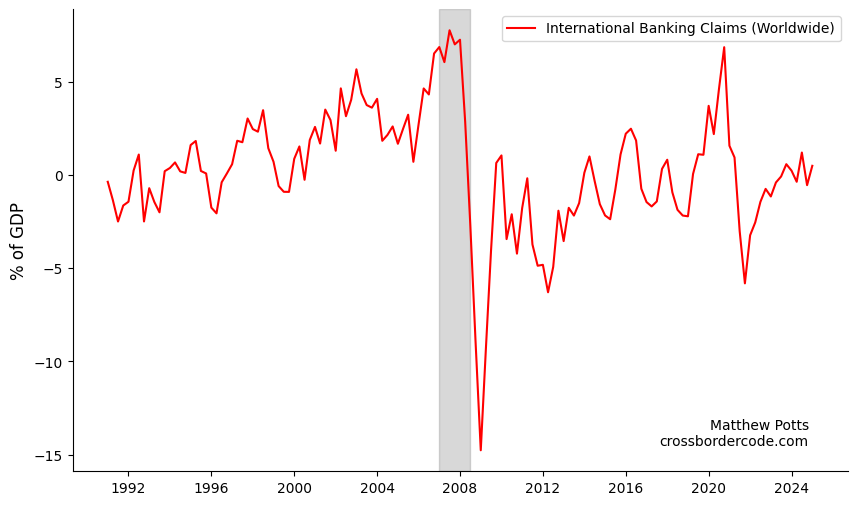 International Banking Claims (Worldwide)
% of GDP
5
0
−5
−10
−15
Matthew Potts
crossbordercode.com
1992 1996 2000 2004 2008 2012 2016 2020 2024